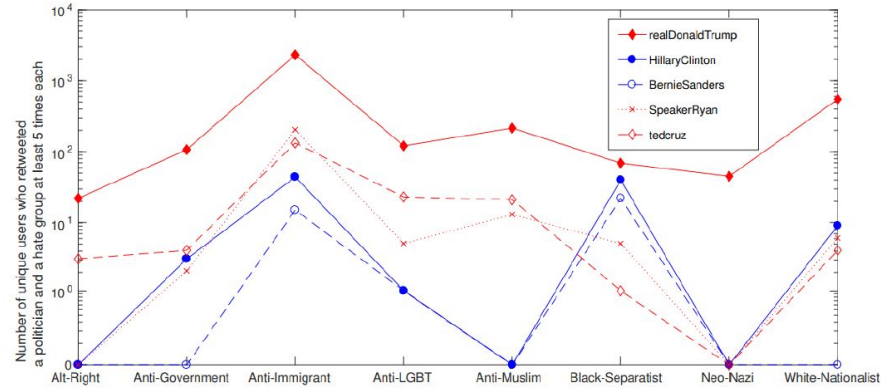 Number of unique users who retweeted
a politician and a hate group at least 5 times each
10^4
10^3
10^2
10^1
10^0
0
realDonaldTrump
HillaryClinton
BernieSanders
SpeakerRyan
tedcruz
Alt-Right Anti-Government Anti-Immigrant Anti-LGBT Anti-Muslim Black-Separatist Neo-Nazi White-Nationalist